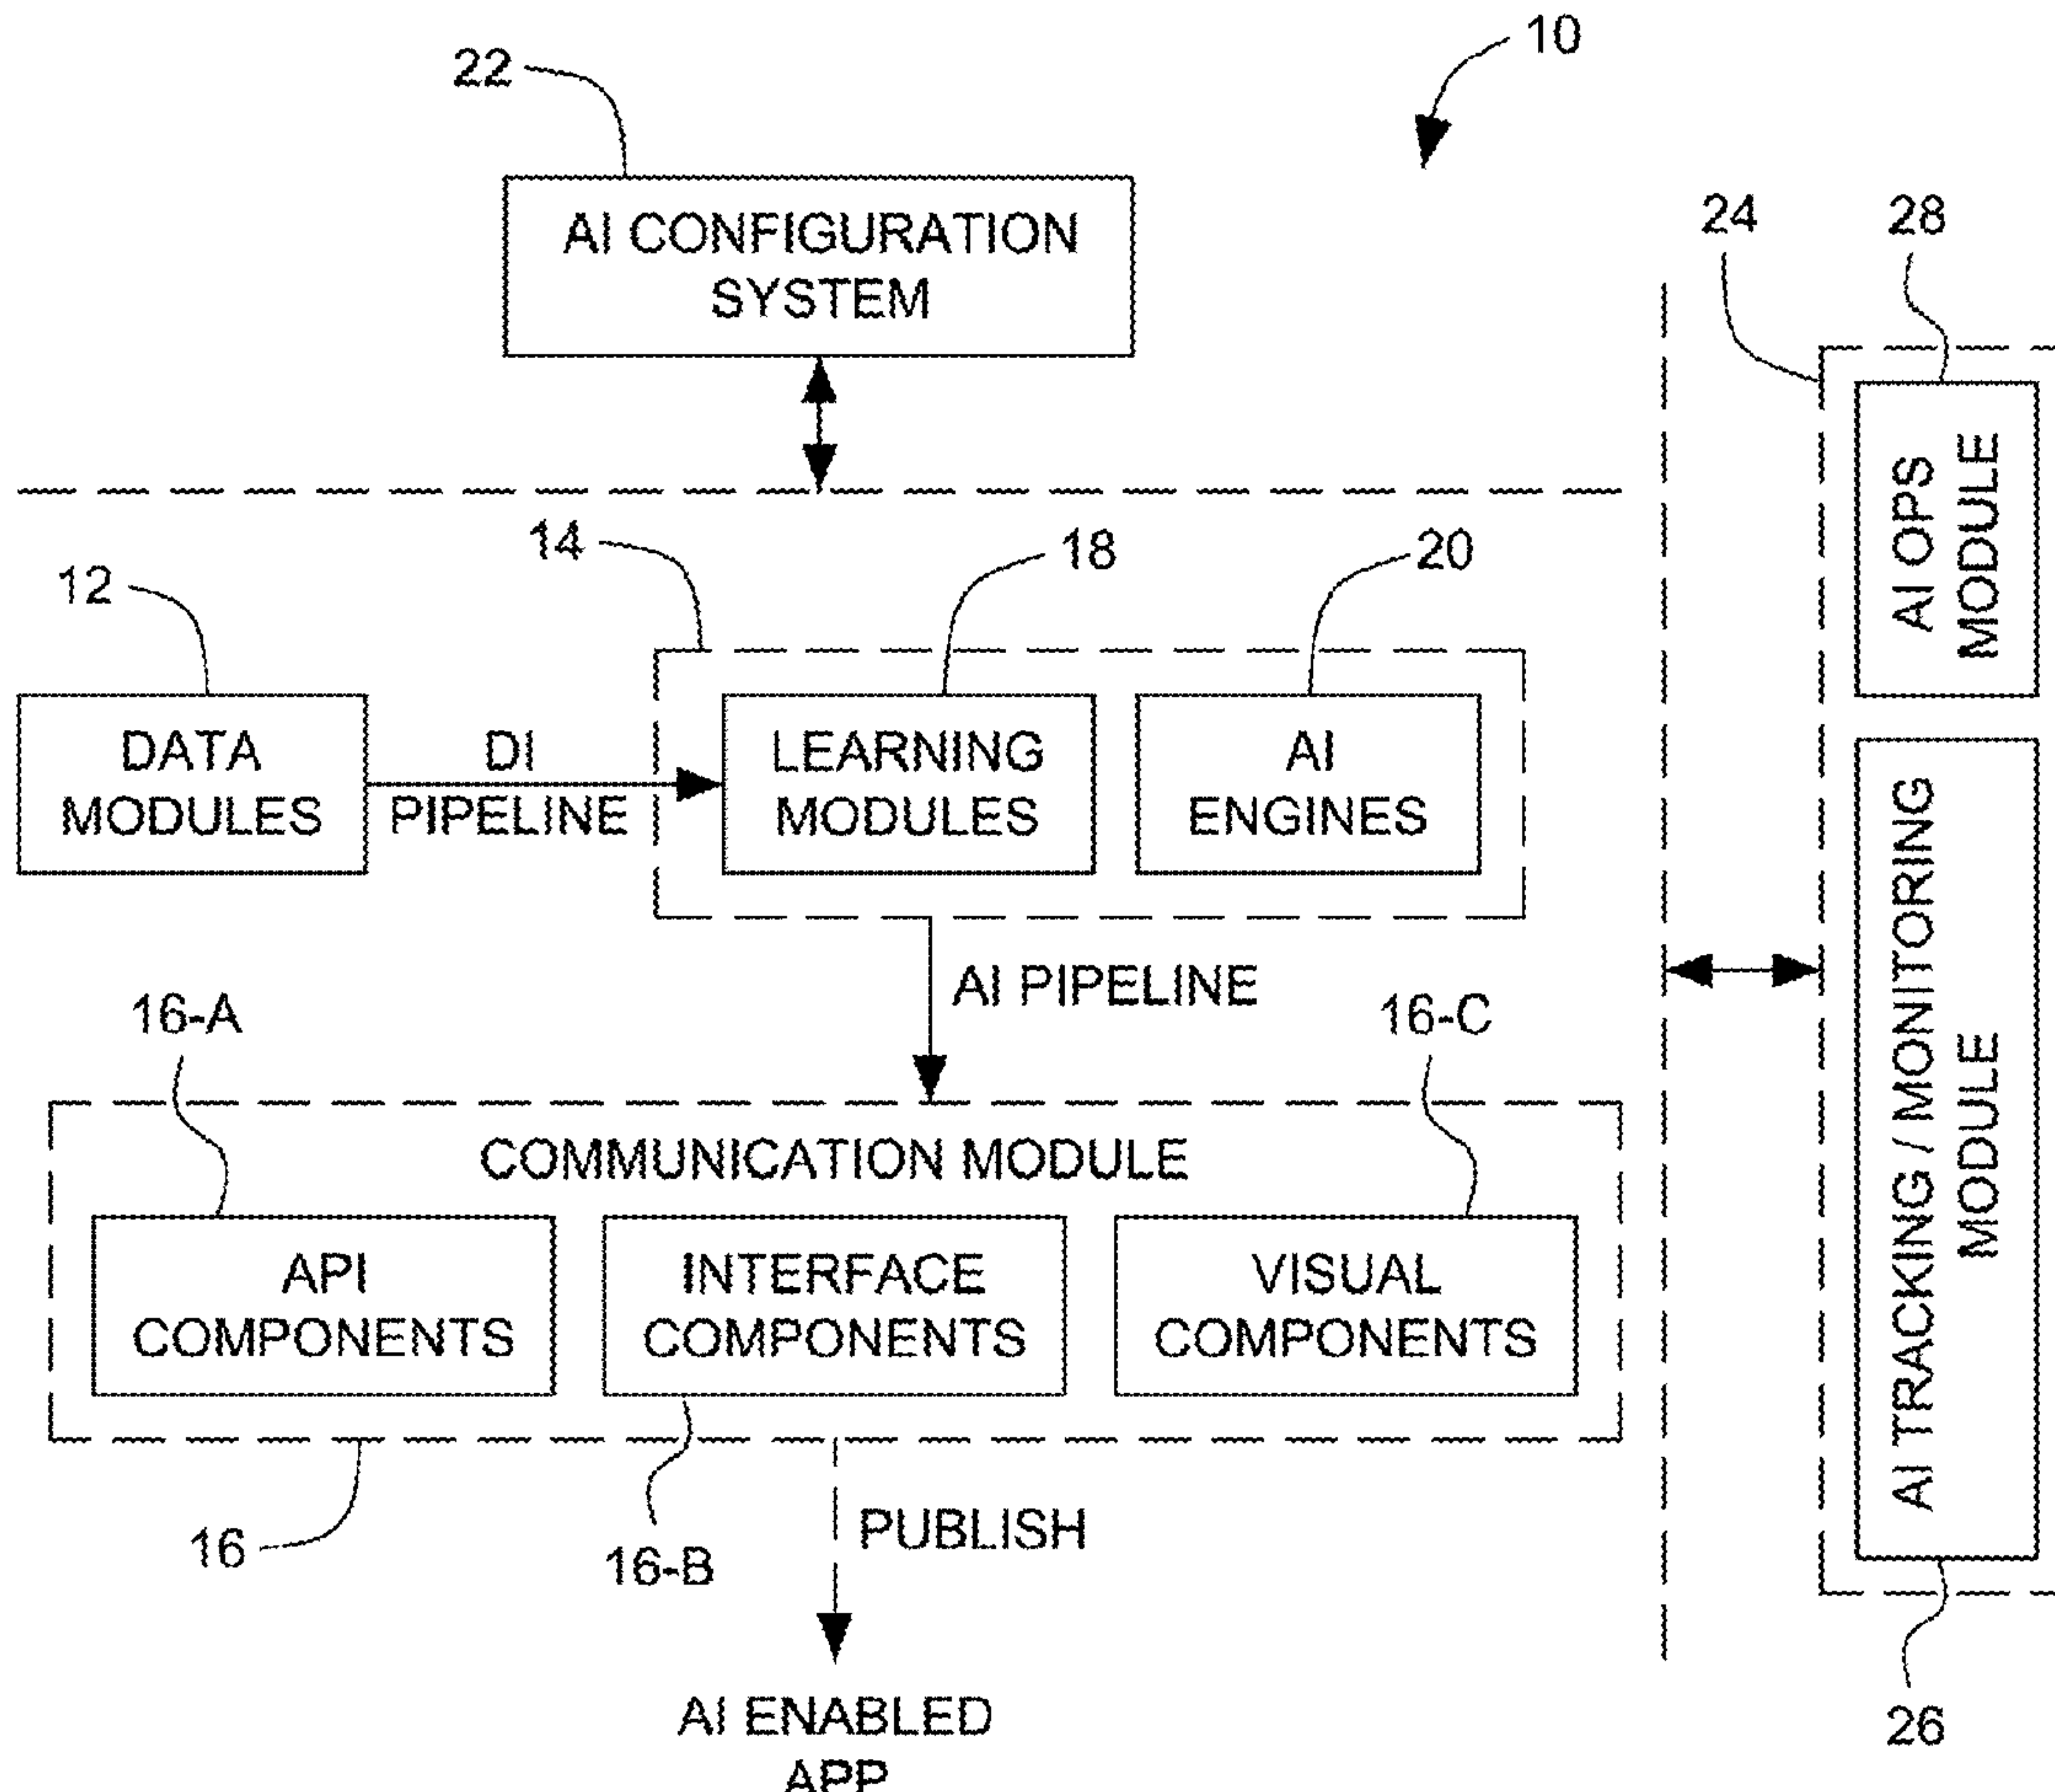 10
22
AI CONFIGURATION
SYSTEM
24
28
AI OPS
MODULE
14
18
20
12
DATA
MODULES
DI
PIPELINE
LEARNING
MODULES
AI
ENGINES
AI PIPELINE
16-A
16-C
COMMUNICATION MODULE
API
COMPONENTS
INTERFACE
COMPONENTS
VISUAL
COMPONENTS
AI TRACKING / MONITORING
MODULE
16
16-B
PUBLISH
26
AI ENABLED
APP